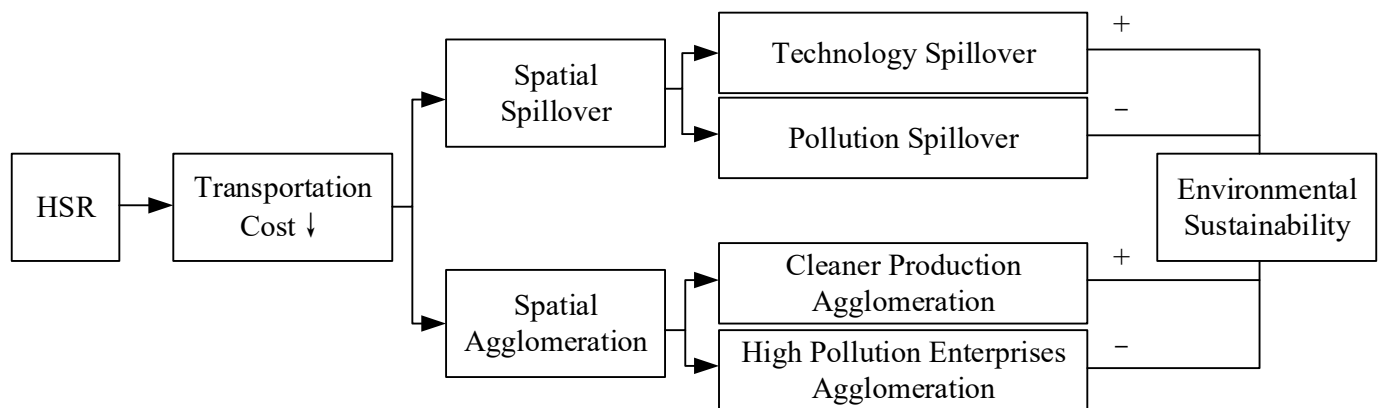 HSR
Transportation
Cost ↓
Spatial
Spillover
Spatial
Agglomeration
Technology Spillover
+
Pollution Spillover
−
Cleaner Production
Agglomeration
+
High Pollution Enterprises
Agglomeration
−
Environmental
Sustainability